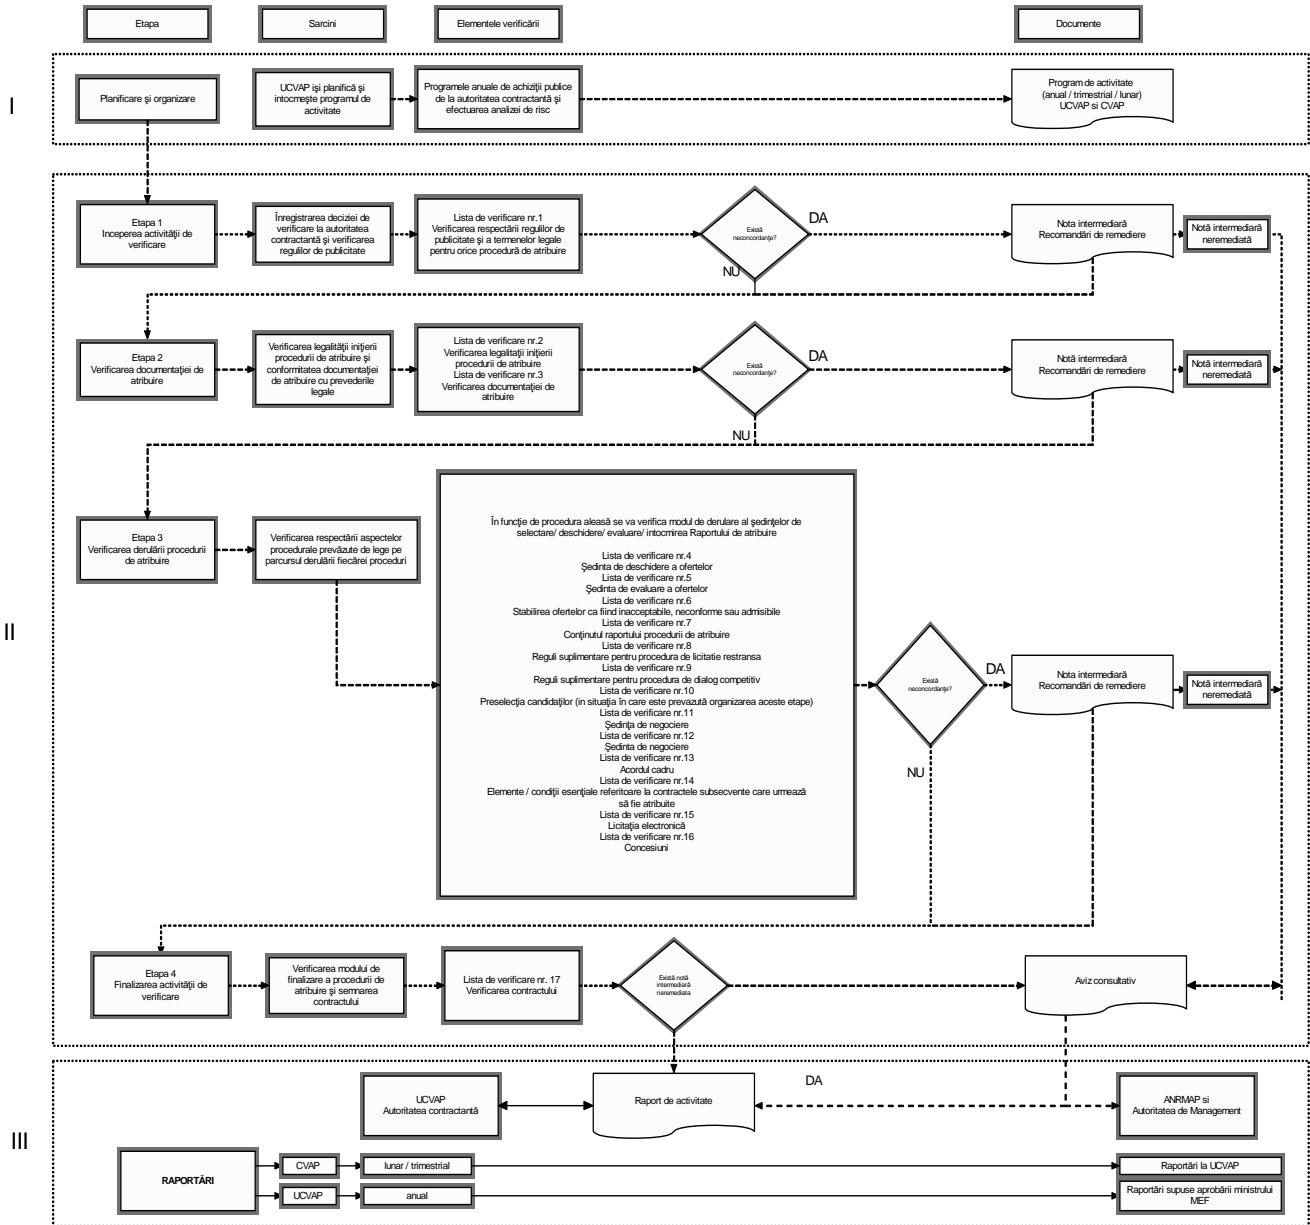 Etapa
Sarcini
Elementele verificării
Documente
I
Planificare şi organizare
UCVAP işi planifică şi
intocmeşte programul de
activitate
Programele anuale de achiziţii publice
de la autoritatea contractantă şi
efectuarea analizei de risc
Program de activitate
(anual / trimestrial / lunar)
UCVAP si CVAP
Etapa 1
Inceperea activităţii de
verificare
Înregistrarea deciziei de
verificare la autoritatea
contractantă şi verificarea
regulilor de publicitate
Lista de verificare nr.1
Verificarea respectării regulilor de
publicitate şi a termenelor legale
pentru orice procedură de atribuire
Există
neconcordanţe?
DA
NU
Nota intermediară
Recomandări de remediere
Notă intermediară
neremediată
Etapa 2
Verificarea documentaţiei de
atribuire
Verificarea legalităţii iniţierii
procedurii de atribuire şi
conformitatea documentaţiei
de atribuire cu prevederile
legale
Lista de verificare nr.2
Verificarea legalitaţii iniţierii
procedurii de atribuire
Lista de verificare nr.3
Verificarea documentaţiei de
atribuire
Există
neconcordanţe?
DA
NU
Notă intermediară
Recomandări de remediere
Notă intermediară
neremediată
II
Etapa 3
Verificarea derulării procedurii
de atribuire
Verificarea respectării aspectelor
procedurale prevăzute de lege pe
parcursul derulării fiecărei proceduri
În funcţie de procedura aleasă se va verifica modul de derulare al şedinţelor de
selectare/ deschidere/ evaluare/ intocmirea Raportului de atribuire
Lista de verificare nr.4
Şedinta de deschidere a ofertelor
Lista de verificare nr.5
Şedinta de evaluare a ofertelor
Lista de verificare nr.6
Stabilirea ofertelor ca fiind inacceptabile, neconforme sau admisibile
Lista de verificare nr.7
Conţinutul raportului procedurii de atribuire
Lista de verificare nr.8
Reguli suplimentare pentru procedura de licitatie restransa
Lista de verificare nr.9
Reguli suplimentare pentru procedura de dialog competitiv
Lista de verificare nr.10
Preselecţia candidaţilor (in situaţia în care este prevazută organizarea aceste etape)
Lista de verificare nr.11
Şedinţa de negociere
Lista de verificare nr.12
Şedinta de negociere
Lista de verificare nr.13
Acordul cadru
Lista de verificare nr.14
Elemente / condiţii esenţiale referitoare la contractele subsecvente care urmează
să fie atribuite
Lista de verificare nr.15
Licitaţia electronică
Lista de verificare nr.16
Concesiuni
Există
neconcordanţe?
DA
NU
Nota intermediară
Recomandări de remediere
Notă intermediară
neremediată
Etapa 4
Finalizarea activităţii de
verificare
Verificarea modului de
finalizare a procedurii de
atribuire şi semnarea
contractului
Lista de verificare nr. 17
Verificarea contractului
Există notă
intermediară
neremediata
Aviz consultativ
III
UCVAP
Autoritatea contractantă
Raport de activitate
DA
ANRMAP si
Autoritatea de Management
RAPORTĂRI
CVAP
lunar / trimestrial
Raportări la UCVAP
UCVAP
anual
Raportări supuse aprobării ministrului
MEF